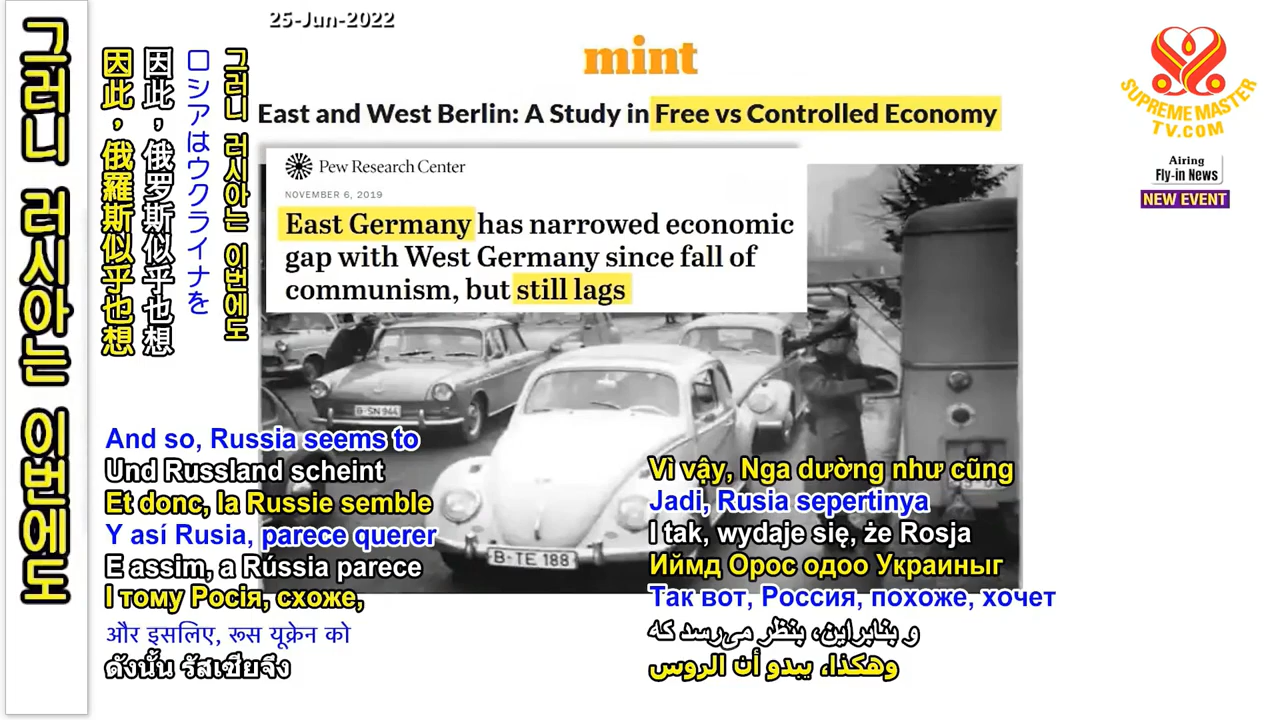 25-Jun-2022
mint
East and West Berlin: A Study in Free vs Controlled Economy
Pew Research Center
NOVEMBER 6, 2019
East Germany has narrowed economic
gap with West Germany since fall of
communism, but still lags
SUPREME MASTER
TV.COM
Airing
Fly-in News
NEW EVENT
그러니 러시아는 이번에도
因此，俄羅斯似乎也想
因此，俄罗斯似乎也想
ロシアはウクライナを
그러니 러시아는 이번에도
B-SN 944
B-TE 188
And so, Russia seems to
Und Russland scheint
Et donc, la Russie semble
Y así Rusia, parece querer
E assim, a Rússia parece
І тому Росія, схоже,
और इसलिए, रूस यूक्रेन को
ดังนั้น รัสเซียจึง
Vì vậy, Nga dường như cũng
Jadi, Rusia sepertinya
I tak, wydaje się, że Rosja
Иймд Орос одоо Украиныг
Так вот, Россия, похоже, хочет
و بنابراین، بنظر می‌رسد که
وهكذا، يبدو أن الروس